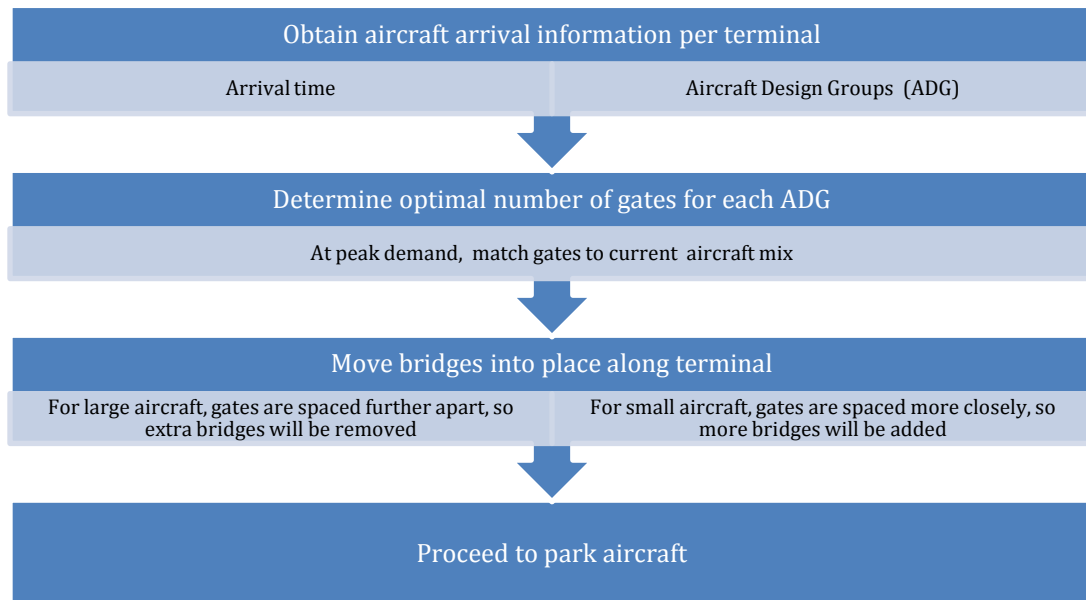 Obtain aircraft arrival information per terminal
Arrival time
Aircraft Design Groups (ADG)
Determine optimal number of gates for each ADG
At peak demand, match gates to current aircraft mix
Move bridges into place along terminal
For large aircraft, gates are spaced further apart, so
extra bridges will be removed
For small aircraft, gates are spaced more closely, so
more bridges will be added
Proceed to park aircraft